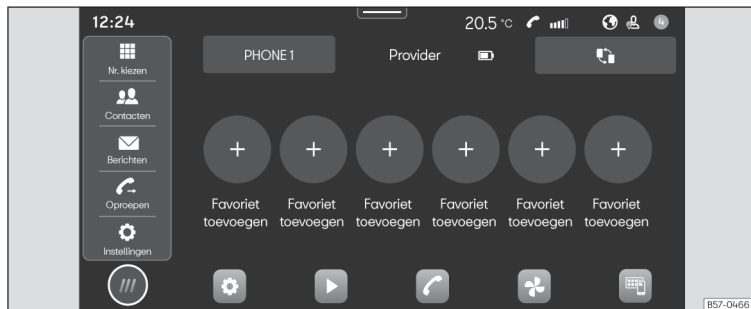 12:24
20.5 °C
4
Nr. kiezen
Contacten
Berichten
Oproepen
Instellingen
PHONE 1
Provider
Favoriet toevoegen
Favoriet toevoegen
Favoriet toevoegen
Favoriet toevoegen
Favoriet toevoegen
Favoriet toevoegen
B57-0466